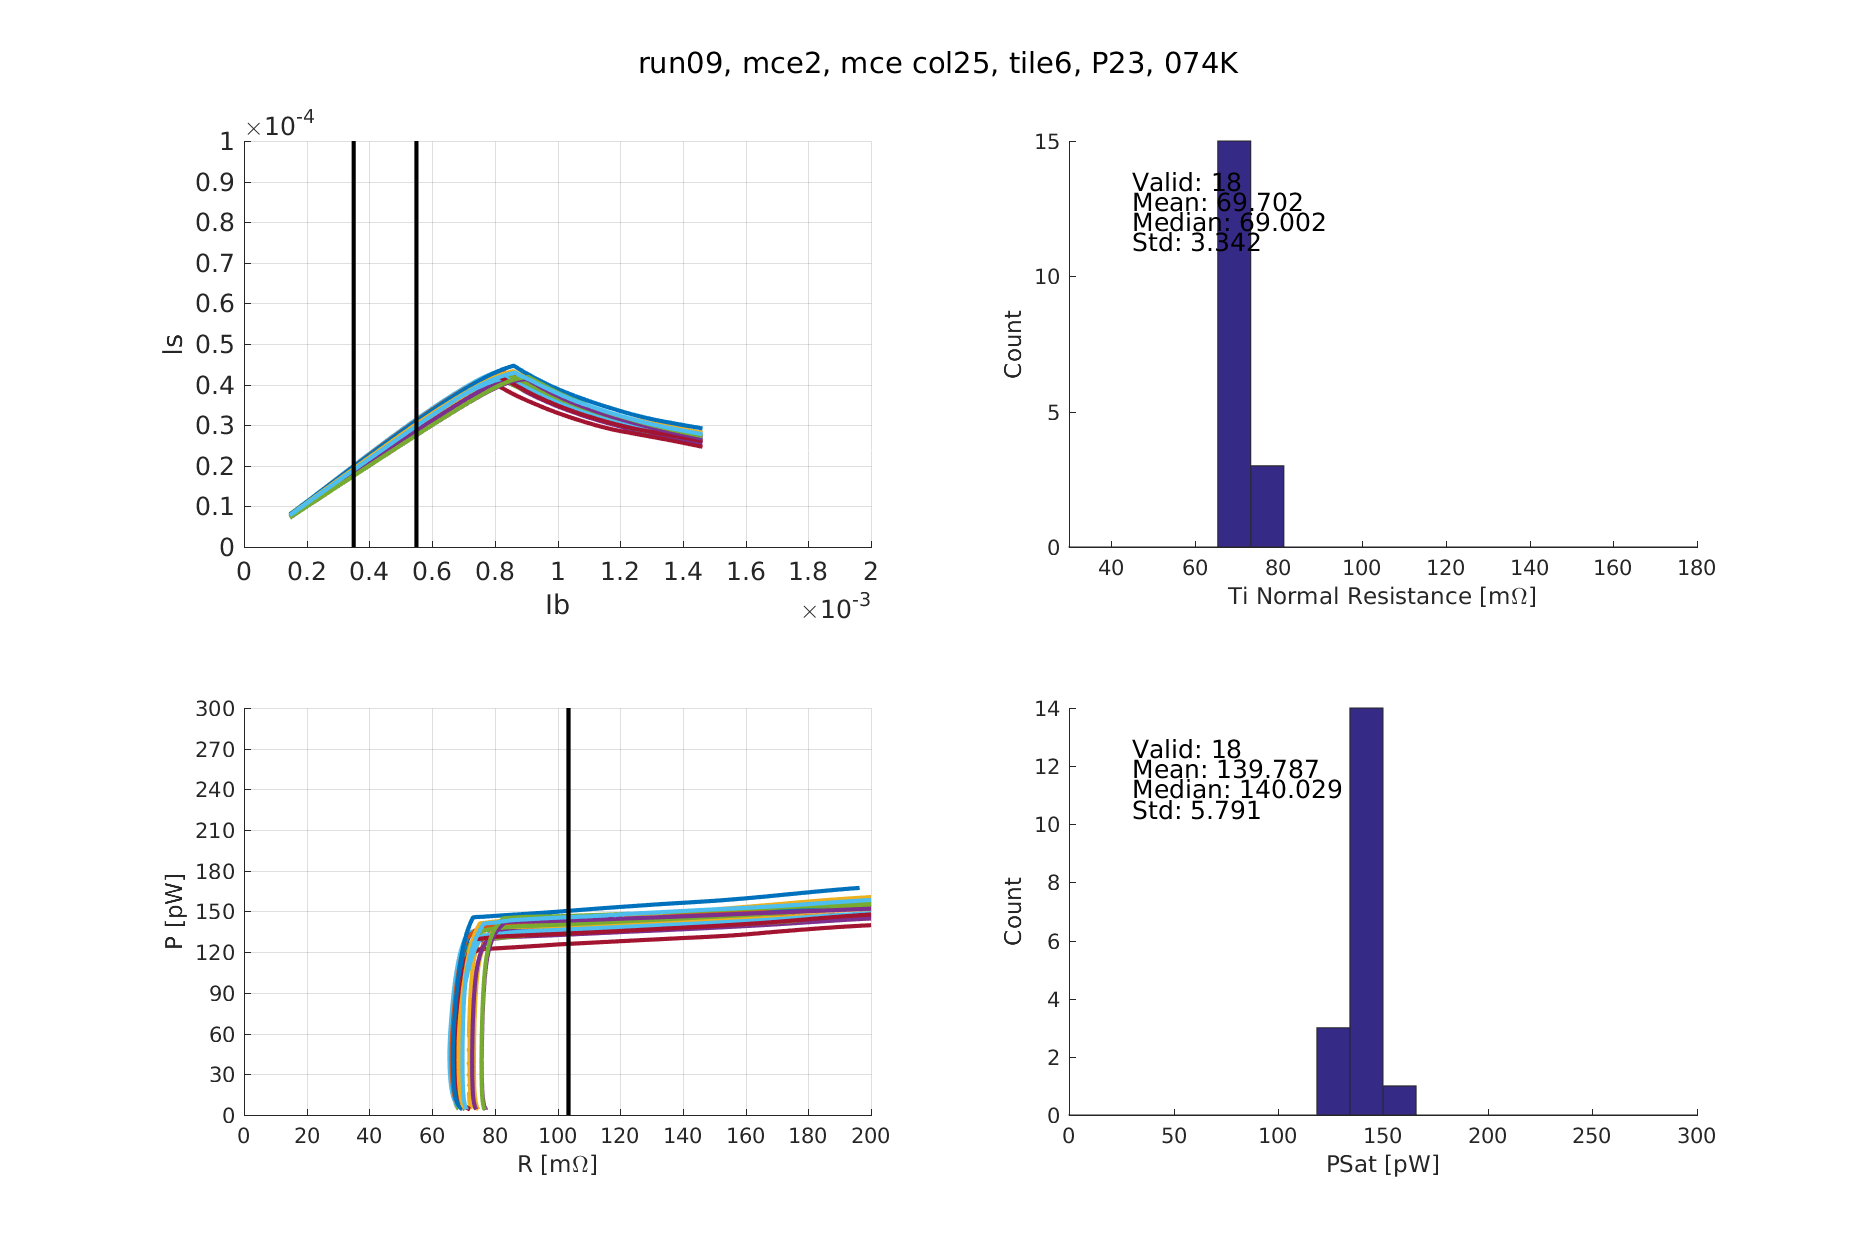 run09, mce2, mce col25, tile6, P23, 074K
×10-4
1
0.9
0.8
0.7
0.6
0.5
0.4
0.3
0.2
0.1
0
Is
0 0.2 0.4 0.6 0.8 1 1.2 1.4 1.6 1.8 2
Ib
×10-3
15
10
5
0
Count
Valid: 18
Mean: 69.702
Median: 69.002
Std: 3.342
40 60 80 100 120 140 160 180
Ti Normal Resistance [mΩ]
300
270
240
210
180
150
120
90
60
30
0
P [pW]
0 20 40 60 80 100 120 140 160 180 200
R [mΩ]
14
12
10
8
6
4
2
0
Count
Valid: 18
Mean: 139.787
Median: 140.029
Std: 5.791
0 50 100 150 200 250 300
PSat [pW]